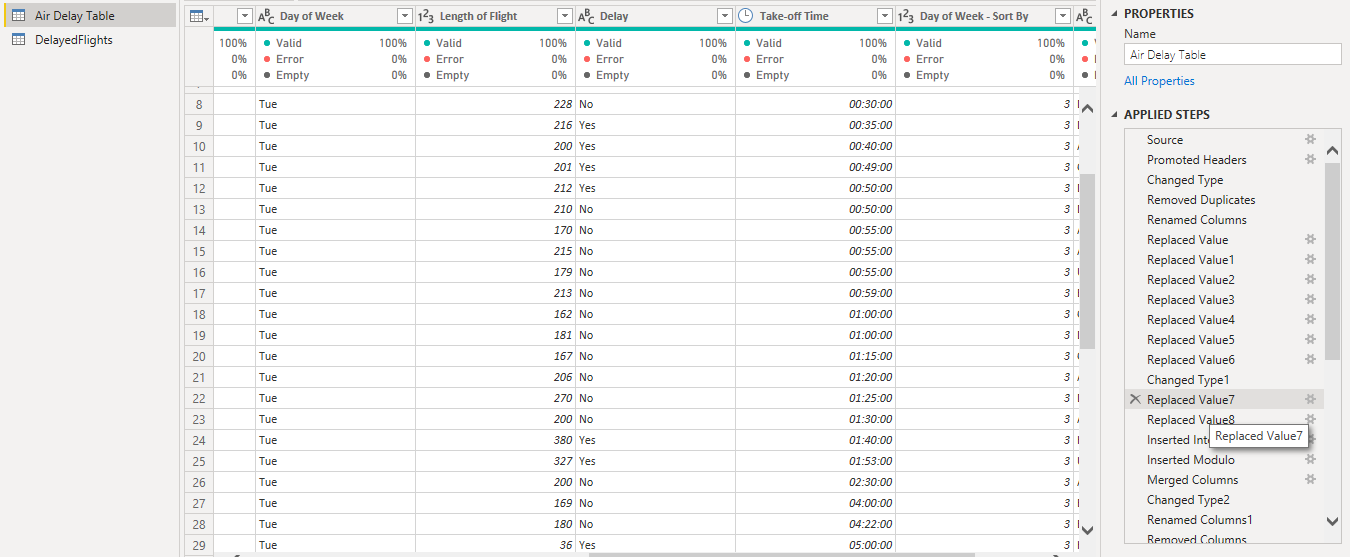 Air Delay Table
DelayedFlights
ABC Day of Week 123 Length of Flight ABC Delay Take-off Time 123 Day of Week - Sort By ABC
100% Valid 100% Valid 100% Valid 100% Valid 100% Valid 100%
0% Error 0% Error 0% Error 0% Error 0% Error 0%
0% Empty 0% Empty 0% Empty 0% Empty 0% Empty 0%
8 Tue 228 No 00:30:00 3
9 Tue 216 Yes 00:35:00 3
10 Tue 200 Yes 00:40:00 3
11 Tue 201 Yes 00:49:00 3
12 Tue 212 Yes 00:50:00 3
13 Tue 210 No 00:50:00 3
14 Tue 170 No 00:55:00 3
15 Tue 215 No 00:55:00 3
16 Tue 179 No 00:55:00 3
17 Tue 213 No 00:59:00 3
18 Tue 162 No 01:00:00 3
19 Tue 181 No 01:00:00 3
20 Tue 167 No 01:15:00 3
21 Tue 206 No 01:20:00 3
22 Tue 270 No 01:25:00 3
23 Tue 200 No 01:30:00 3
24 Tue 380 Yes 01:40:00 3
25 Tue 327 Yes 01:53:00 3
26 Tue 200 No 02:30:00 3
27 Tue 169 No 04:00:00 3
28 Tue 180 No 04:22:00 3
29 Tue 36 Yes 05:00:00 3
PROPERTIES
Name
Air Delay Table
All Properties
APPLIED STEPS
Source
Promoted Headers
Changed Type
Removed Duplicates
Renamed Columns
Replaced Value
Replaced Value1
Replaced Value2
Replaced Value3
Replaced Value4
Replaced Value5
Replaced Value6
Changed Type1
Replaced Value7
Replaced Value8
Replaced Value7
Inserted
Inserted Modulo
Merged Columns
Changed Type2
Renamed Columns1
Removed Columns